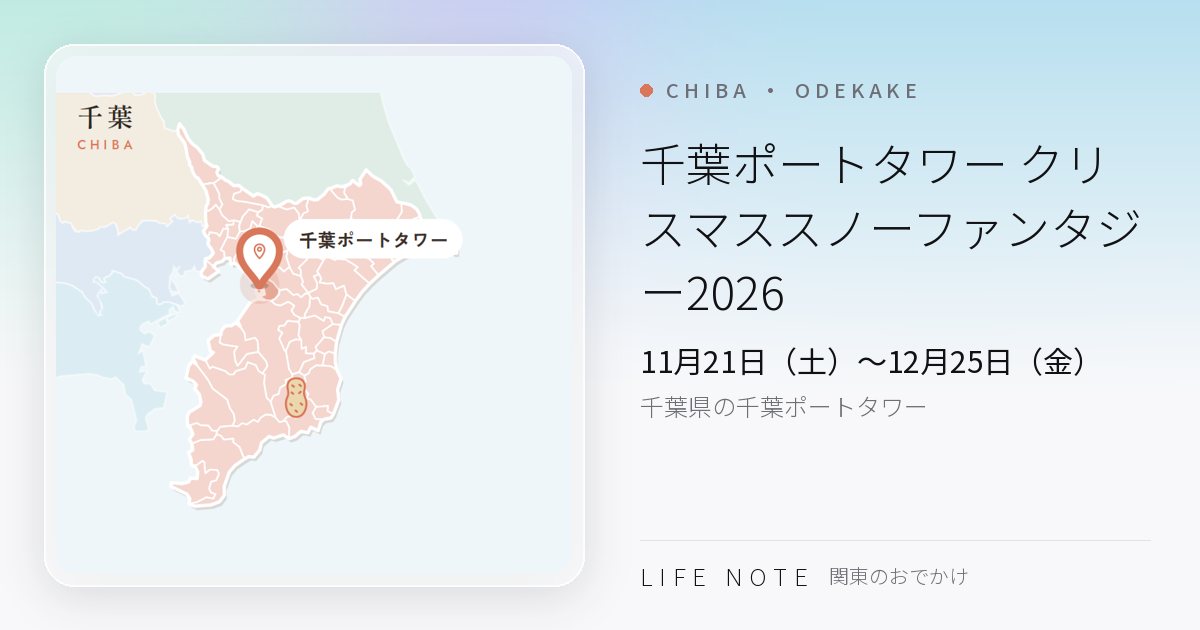 千葉
CHIBA
千葉ポートタワー
CHIBA • ODEKAKE
千葉ポートタワー クリ
スマススノーファンタジ
ー2026
11月21日（土）〜12月25日（金）
千葉県の千葉ポートタワー
LIFE NOTE 関東のおでかけ